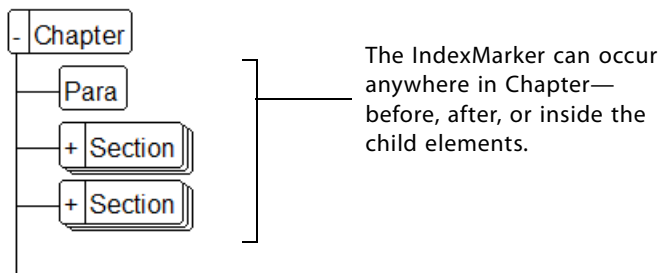 - Chapter
Para
+ Section
+ Section
The IndexMarker can occur
anywhere in Chapter—
before, after, or inside the
child elements.